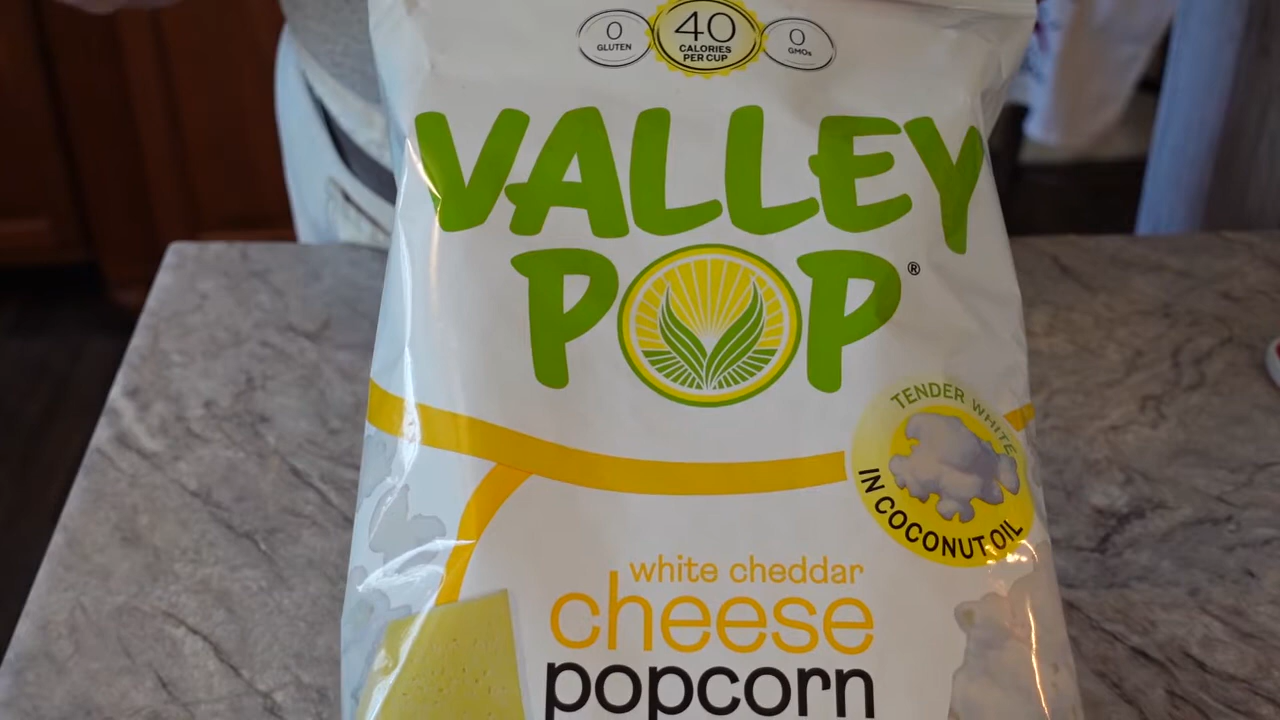 0
GLUTEN
40
CALORIES
PER CUP
0
GMOs
VALLEY
POP®
TENDER WHITE
IN COCONUT OIL
white cheddar
cheese
popcorn